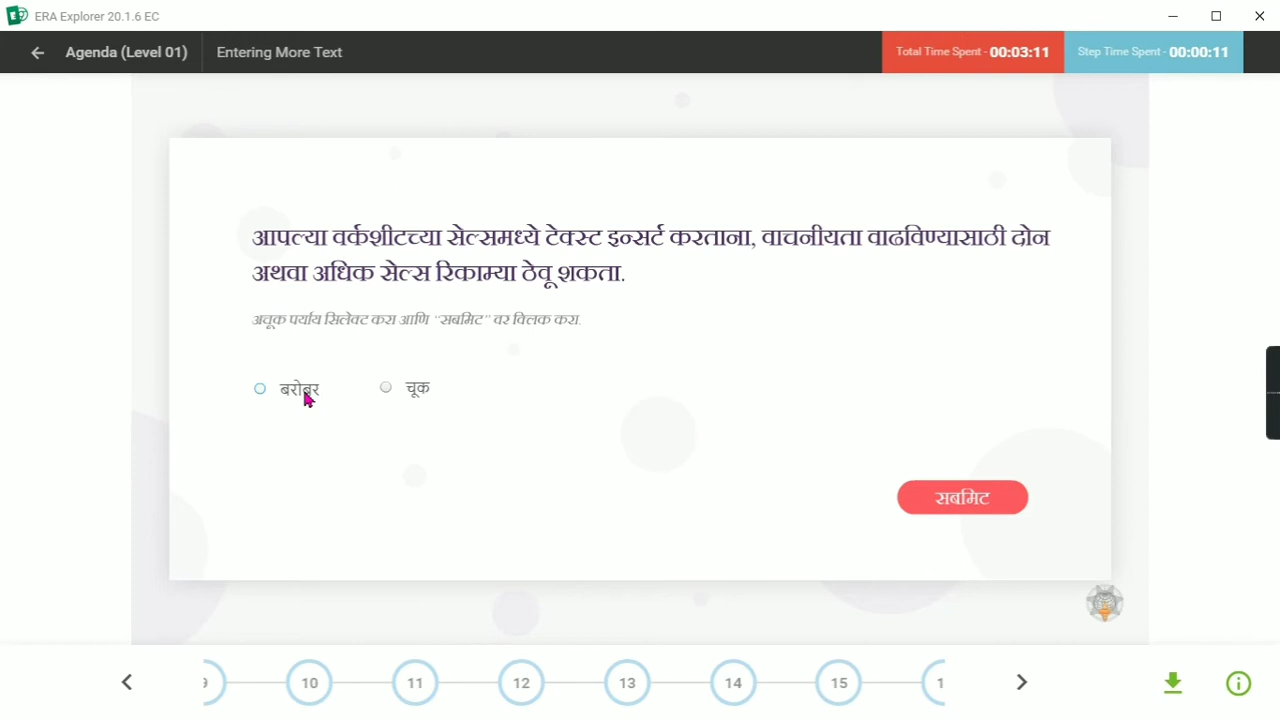 ERA Explorer 20.1.6 EC
Agenda (Level 01) Entering More Text Total Time Spent - 00:03:11 Step Time Spent - 00:00:11
आपल्या वर्कशीटच्या सेल्समध्ये टेक्स्ट इन्सर्ट करताना, वाचनीयता वाढविण्यासाठी दोन
अथवा अधिक सेल्स रिकाम्या ठेवू शकता.
अचूक पर्याय सिलेक्ट करा आणि "सबमिट" वर क्लिक करा.
बरोबर चूक
सबमिट
9 10 11 12 13 14 15 1